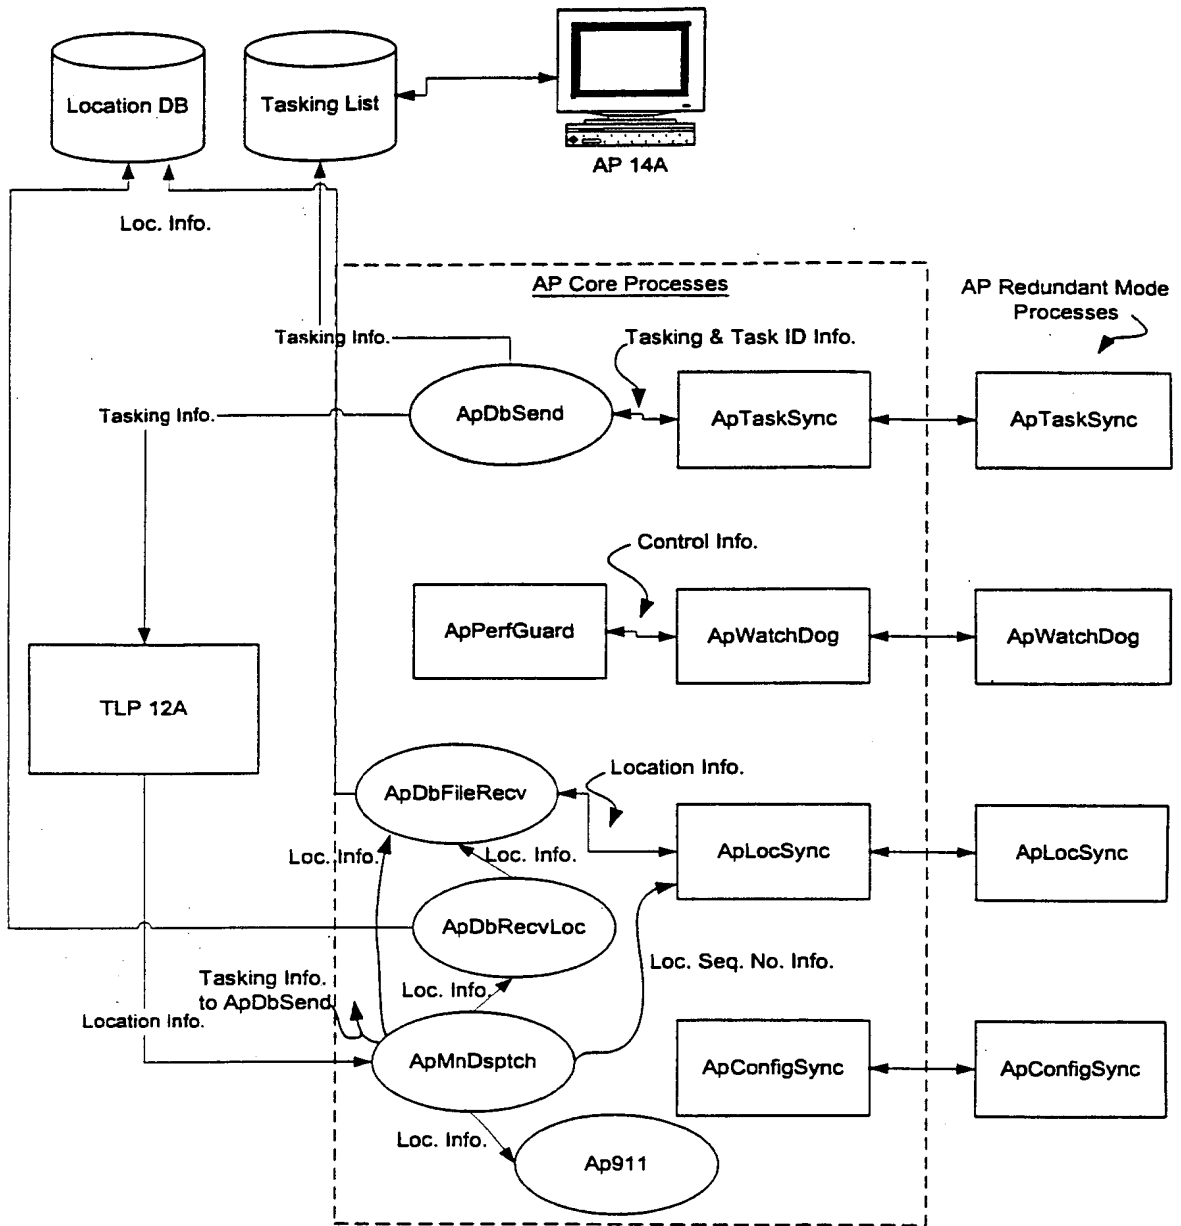 Location DB
Tasking List
AP 14A
Loc. Info.
AP Core Processes
AP Redundant Mode
Processes
Tasking Info.
Tasking & Task ID Info.
Tasking Info.
ApDbSend
ApTaskSync
ApTaskSync
Control Info.
ApPerfGuard
ApWatchDog
ApWatchDog
TLP 12A
Location Info.
ApDbFileRecv
Loc. Info.
Loc. Info.
ApLocSync
ApLocSync
ApDbRecvLoc
Loc. Seq. No. Info.
Tasking Info.
to ApDbSend
Loc. Info.
Location Info.
ApMnDsptch
ApConfigSync
ApConfigSync
Loc. Info.
Ap911